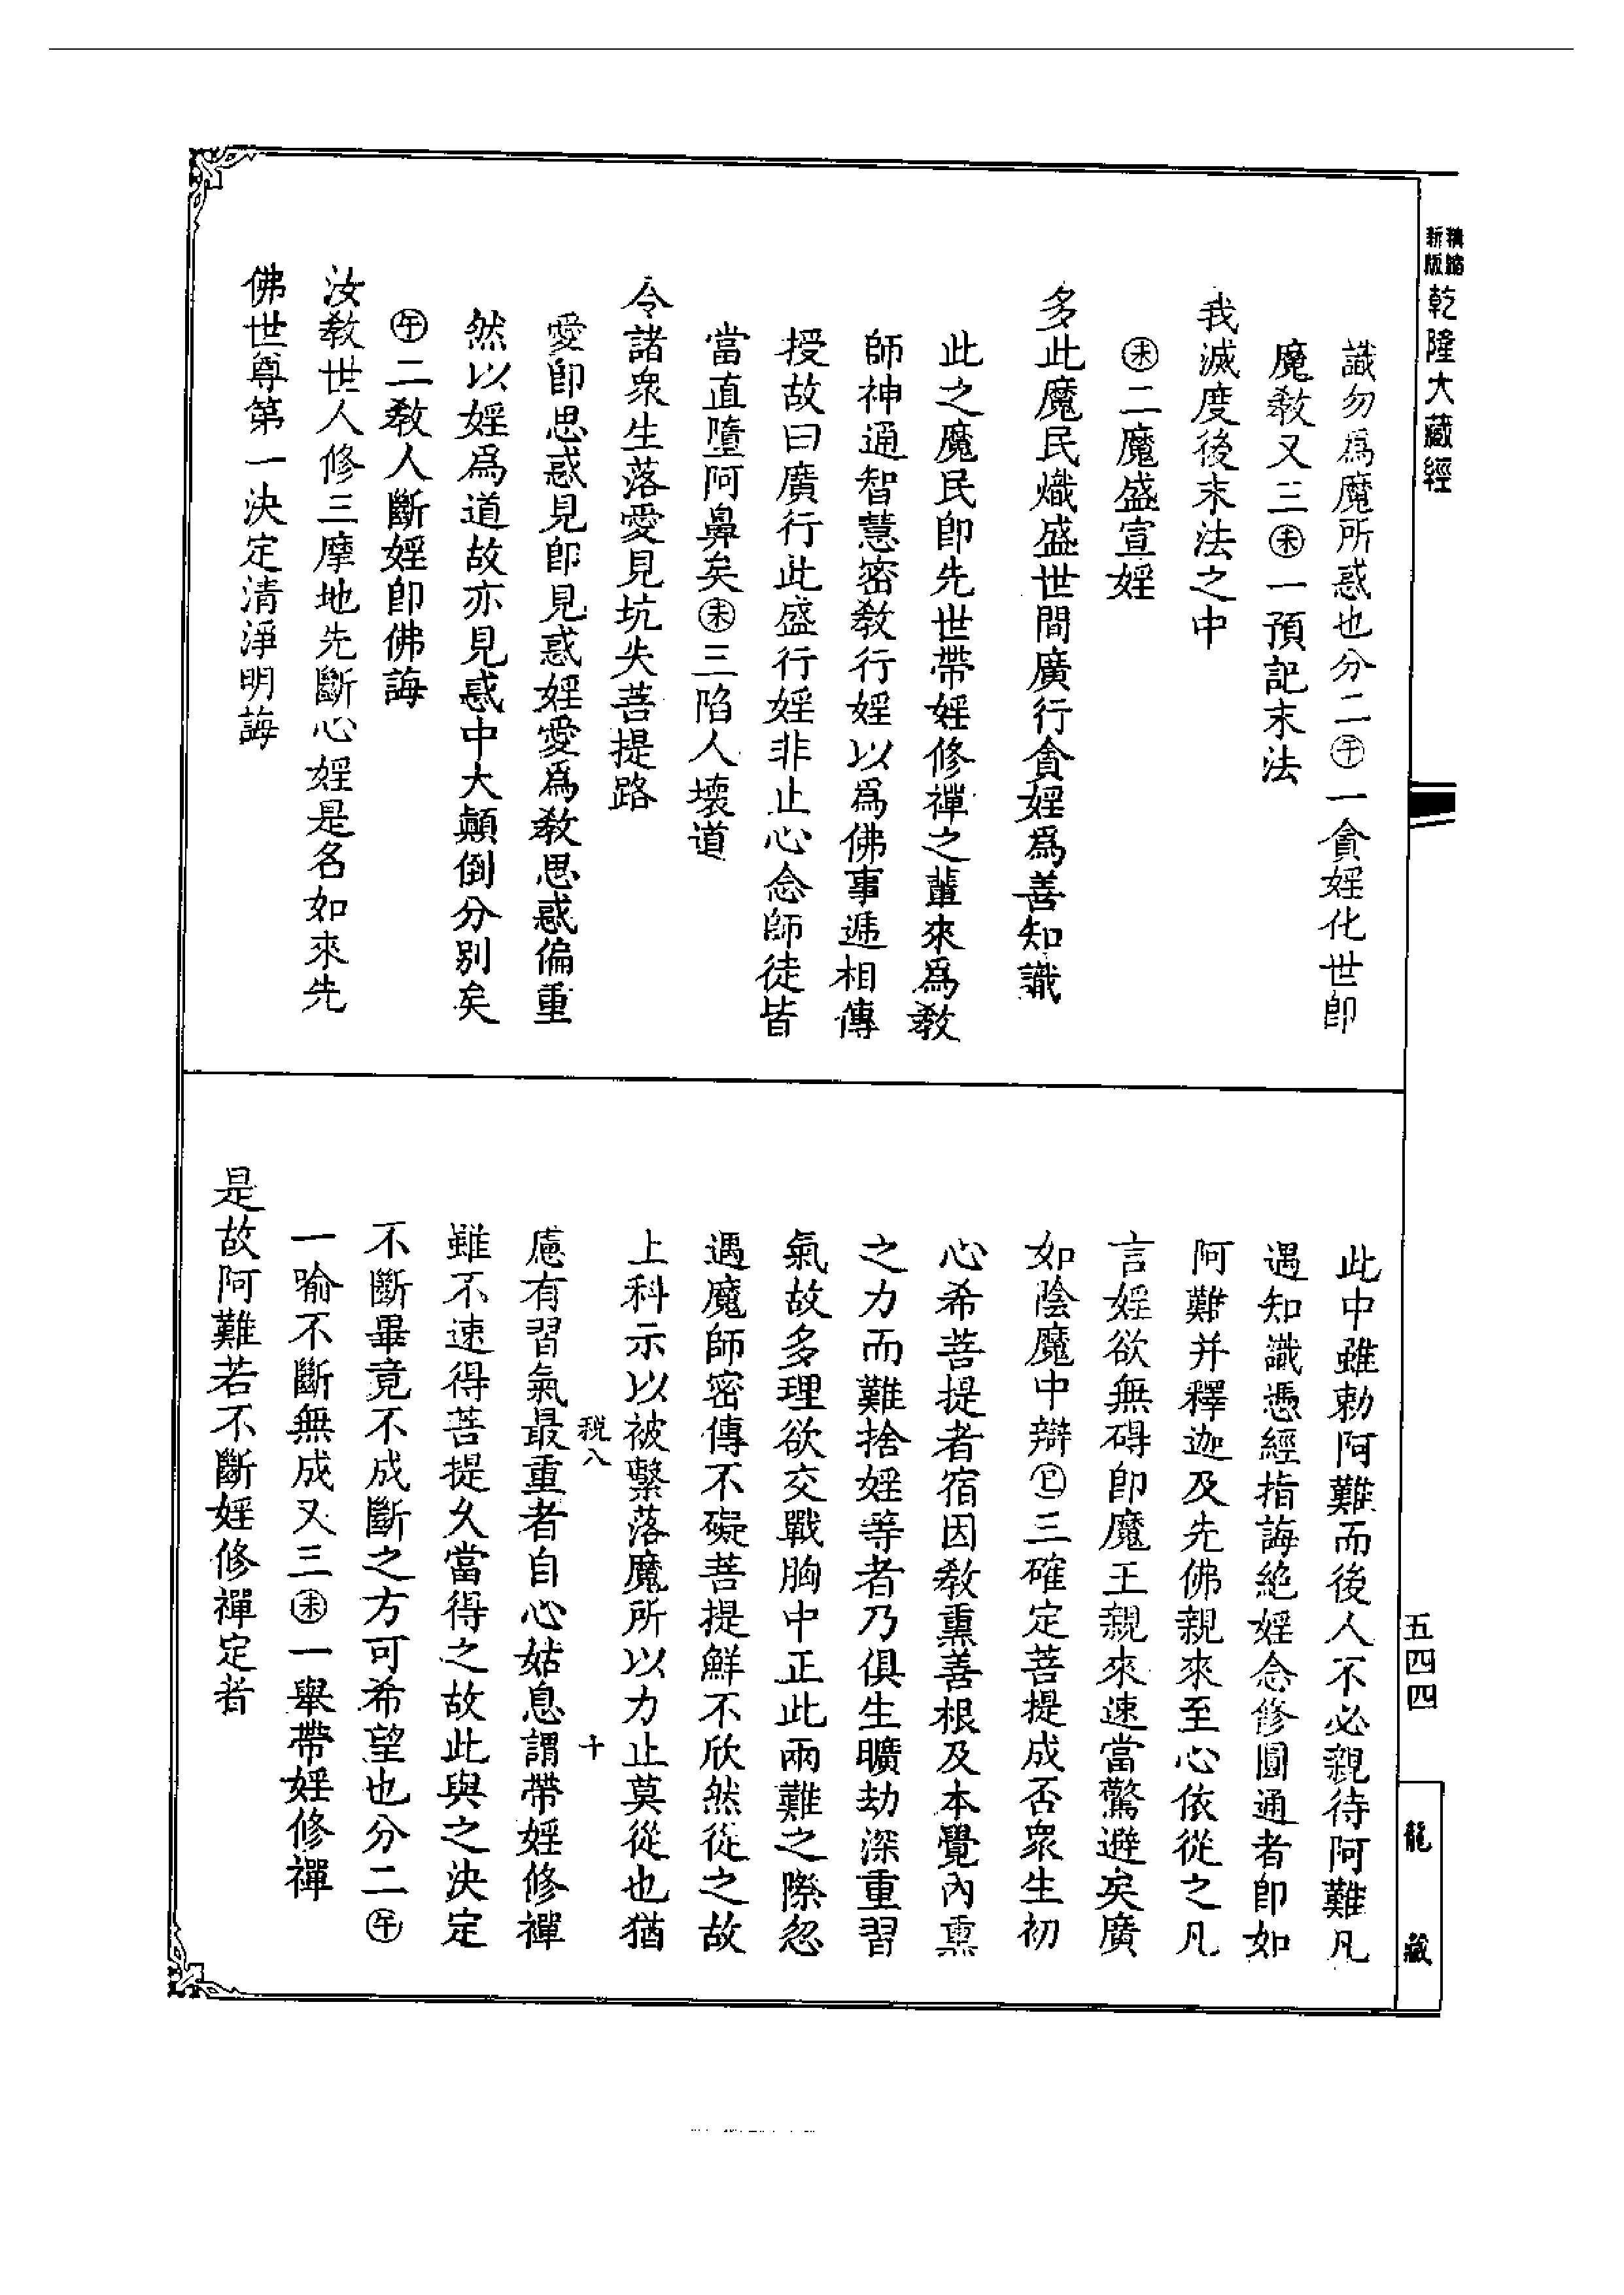 精縮新版乾隆大藏經
識勿爲魔所惑也分二㊉一貪婬化世卽
魔敎又三㊍一預記末法
我滅度後末法之中
㊍二魔盛宣婬
多此魔民熾盛世間廣行貪婬爲善知識
此之魔民卽先世帶婬修禪之輩來爲敎
師神通智慧密敎行婬以爲佛事遞相傳
授故曰廣行此盛行婬非止心念師徒皆
當直墮阿鼻矣㊍三陷人壞道
令諸衆生落愛見坑失菩提路
愛卽思惑見卽見惑婬愛爲敎思惑偏重
然以婬爲道故亦見惑中大顚倒分別矣
㊉二敎人斷婬卽佛誨
汝敎世人修三摩地先斷心婬是名如來先
佛世尊第一決定清淨明誨
此中雖勅阿難而後人不必親待阿難凡
遇知識憑經指誨絶婬念修圓通者卽如
阿難并釋迦及先佛親來至心依從之凡
言婬欲無碍卽魔王親來速當驚避矣廣
如陰魔中辯㊋三確定菩提成否衆生初
心希菩提者宿因敎熏善根及本覺內熏
之力而難捨婬等者乃俱生曠劫深重習
氣故多理欲交戰胸中正此兩難之際忽
遇魔師密傳不礙菩提鮮不欣然從之故
上科示以被繫落魔所以力止莫從也猶
稅八 十
慮有習氣最重者自心姑息謂帶婬修禪
雖不速得菩提久當得之故此與之決定
不斷畢竟不成斷之方可希望也分二㊉
一喻不斷無成又三㊍一舉帶婬修禪
是故阿難若不斷婬修禪定者
五四四
龍藏